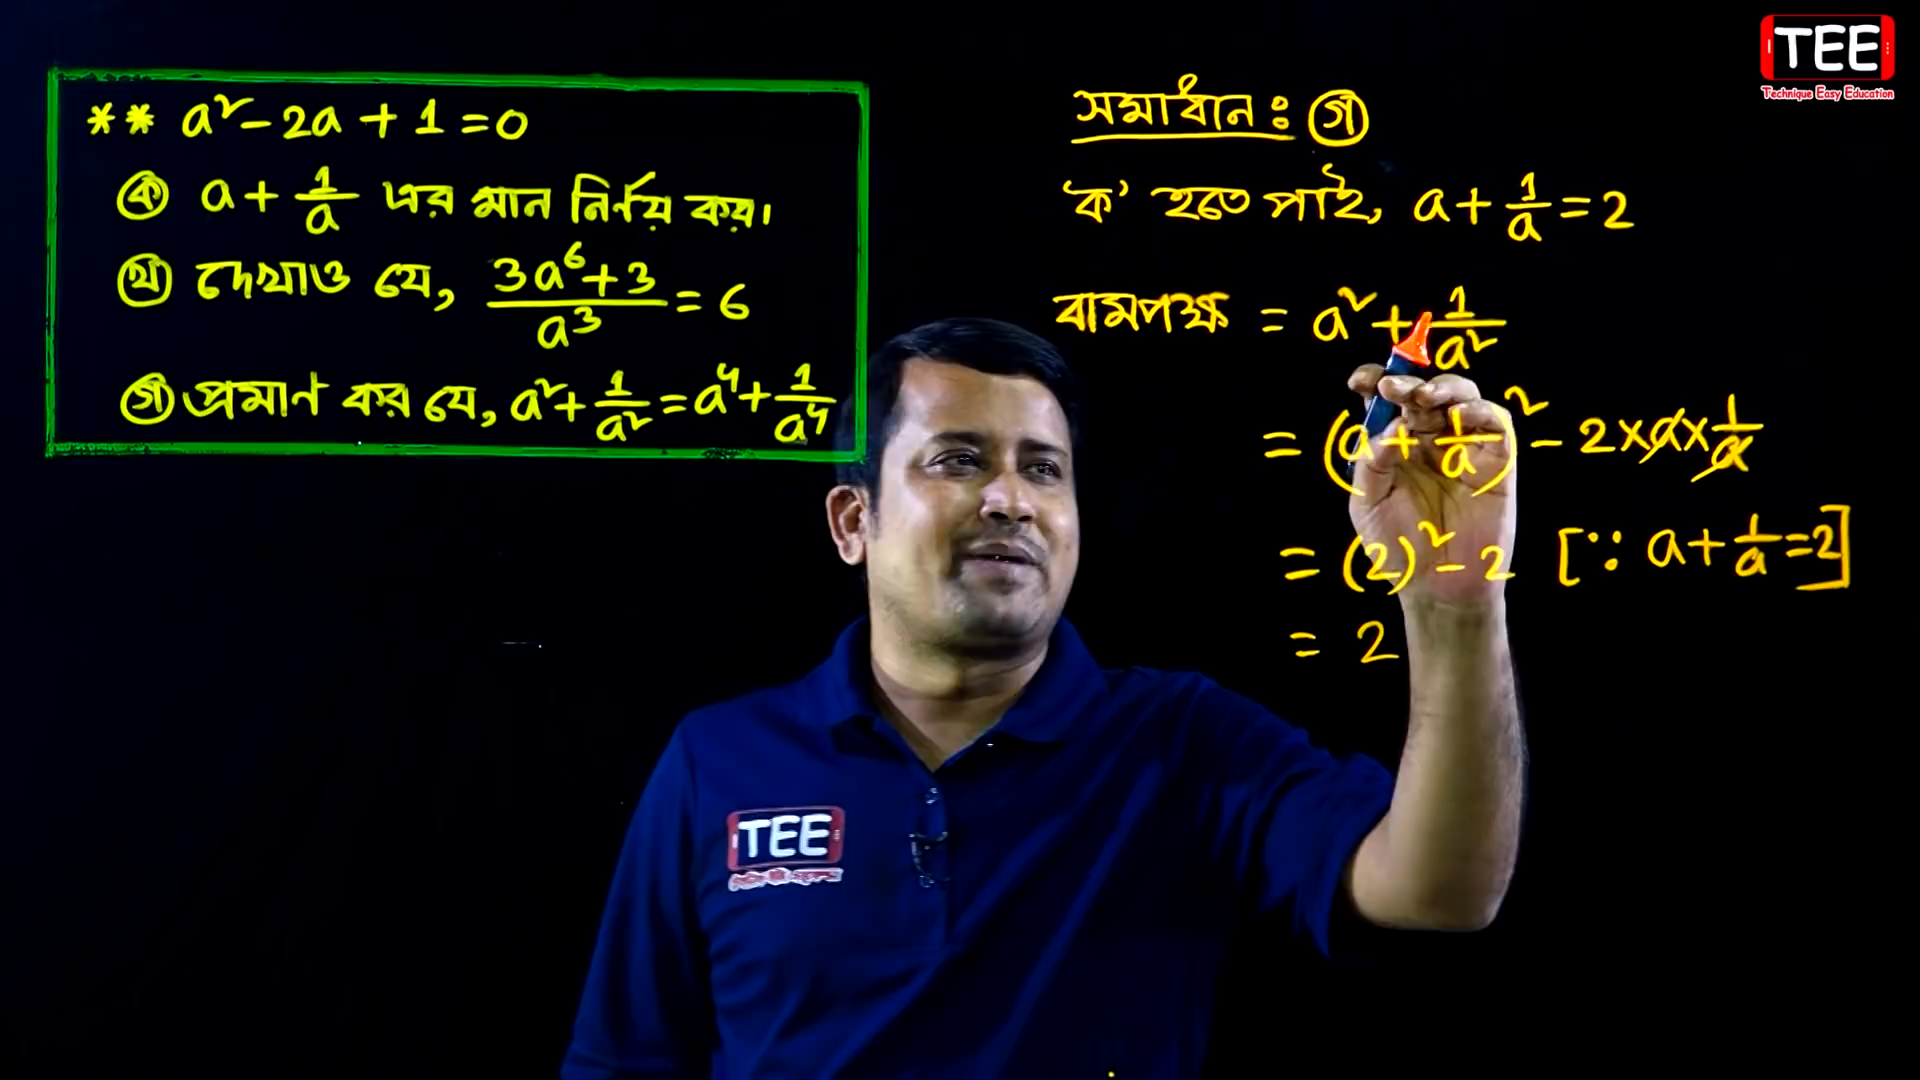 ** a² - 2a + 1 = 0
ক a + 1/a এর মান নির্ণয় কর।
খ দেখাও যে, (3a⁶ + 3)/a³ = 6
গ প্রমাণ কর যে, a² + 1/a² = a⁴ + 1/a⁴
সমাধান : গ
ক' হতে পাই, a + 1/a = 2
বামপক্ষ = a² + 1/a²
= (a + 1/a)² - 2 × a × 1/a
= (2)² - 2 [∵ a + 1/a = 2]
= 2
TEE
Technique Easy Education
TEE